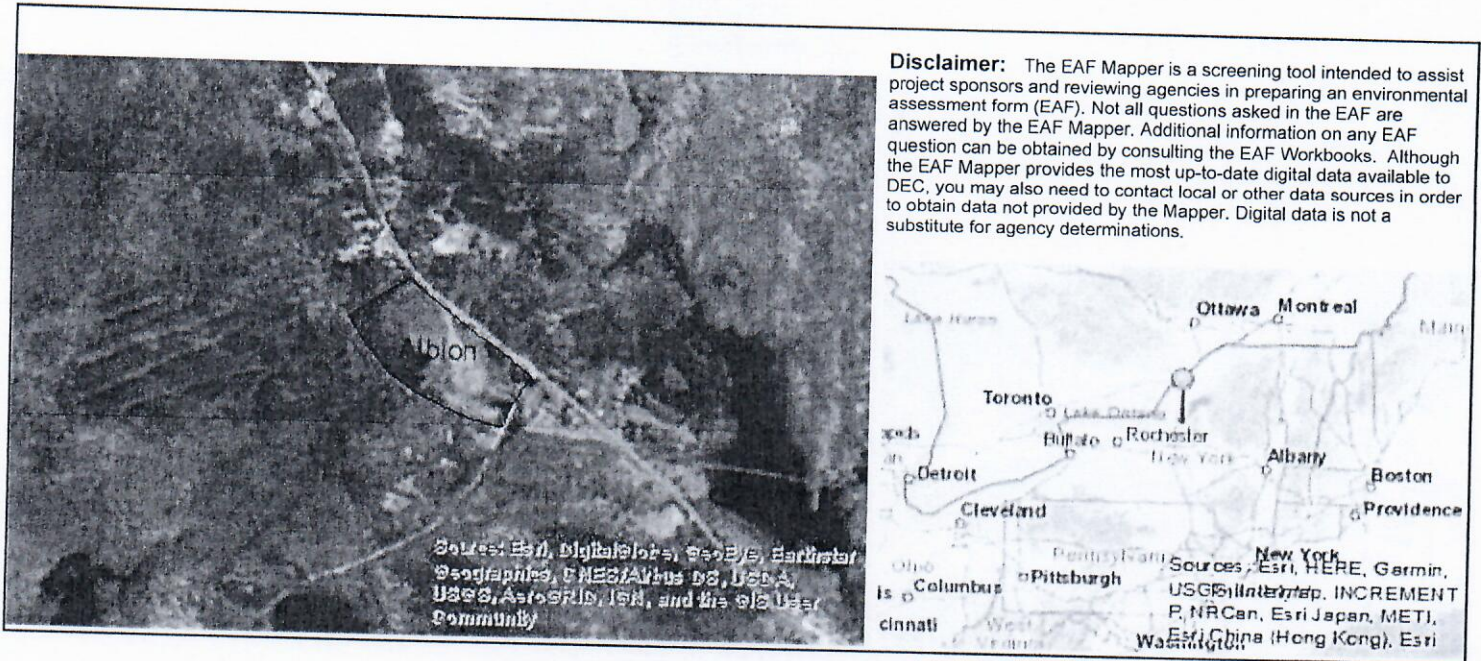 Disclaimer: The EAF Mapper is a screening tool intended to assist
project sponsors and reviewing agencies in preparing an environmental
assessment form (EAF). Not all questions asked in the EAF are
answered by the EAF Mapper. Additional information on any EAF
question can be obtained by consulting the EAF Workbooks. Although
the EAF Mapper provides the most up-to-date digital data available to
DEC, you may also need to contact local or other data sources in order
to obtain data not provided by the Mapper. Digital data is not a
substitute for agency determinations.
Albion
Sources: Esri, DigitalGlobe, GeoEye, Earthstar
Geographics, CNES/Airbus DS, USDA,
USGS, AeroGRID, IGN, and the GIS User
Community
Ottawa
Montreal
Lake Huron
Toronto
Lake Ontario
Buffalo
Rochester
New York
Albany
Detroit
Boston
Cleveland
Providence
Pennsylvania
New York
Ohio
Pittsburgh
is Columbus
cinnati
West
Washington
Sources: Esri, HERE, Garmin,
USGS, Intermap, INCREMENT
P, NRCan, Esri Japan, METI,
Esri China (Hong Kong), Esri